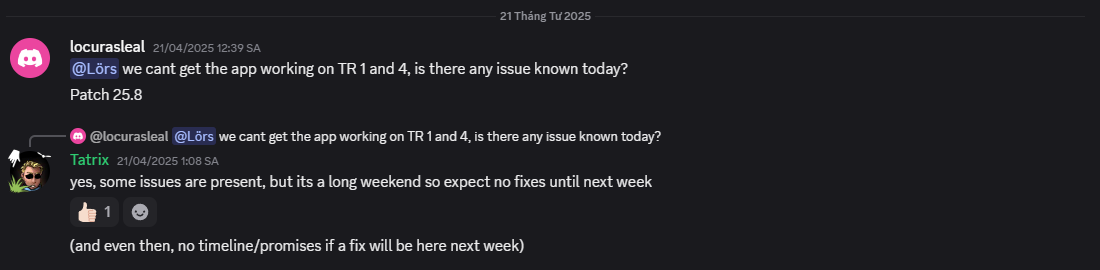 21 Tháng Tư 2025
locurasleal 21/04/2025 12:39 SA
@Lörs we cant get the app working on TR 1 and 4, is there any issue known today?
Patch 25.8
@locurasleal @Lörs we cant get the app working on TR 1 and 4, is there any issue known today?
Tatrix 21/04/2025 1:08 SA
yes, some issues are present, but its a long weekend so expect no fixes until next week
1
(and even then, no timeline/promises if a fix will be here next week)